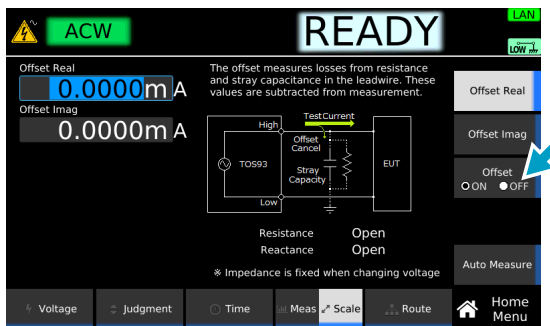 ACW
READY
LAN
LOW
Offset Real
0.0000m A
Offset Imag
0.0000m A
The offset measures losses from resistance
and stray capacitance in the leadwire. These
values are subtracted from measurement.
TestCurrent
High
Offset
Cancel
TOS93
Stray
Capacity
EUT
Low
Resistance Open
Reactance Open
※ Impedance is fixed when changing voltage
Offset Real
Offset Imag
Offset
ON OFF
Auto Measure
Voltage
Judgment
Time
Meas
Scale
Route
Home
Menu